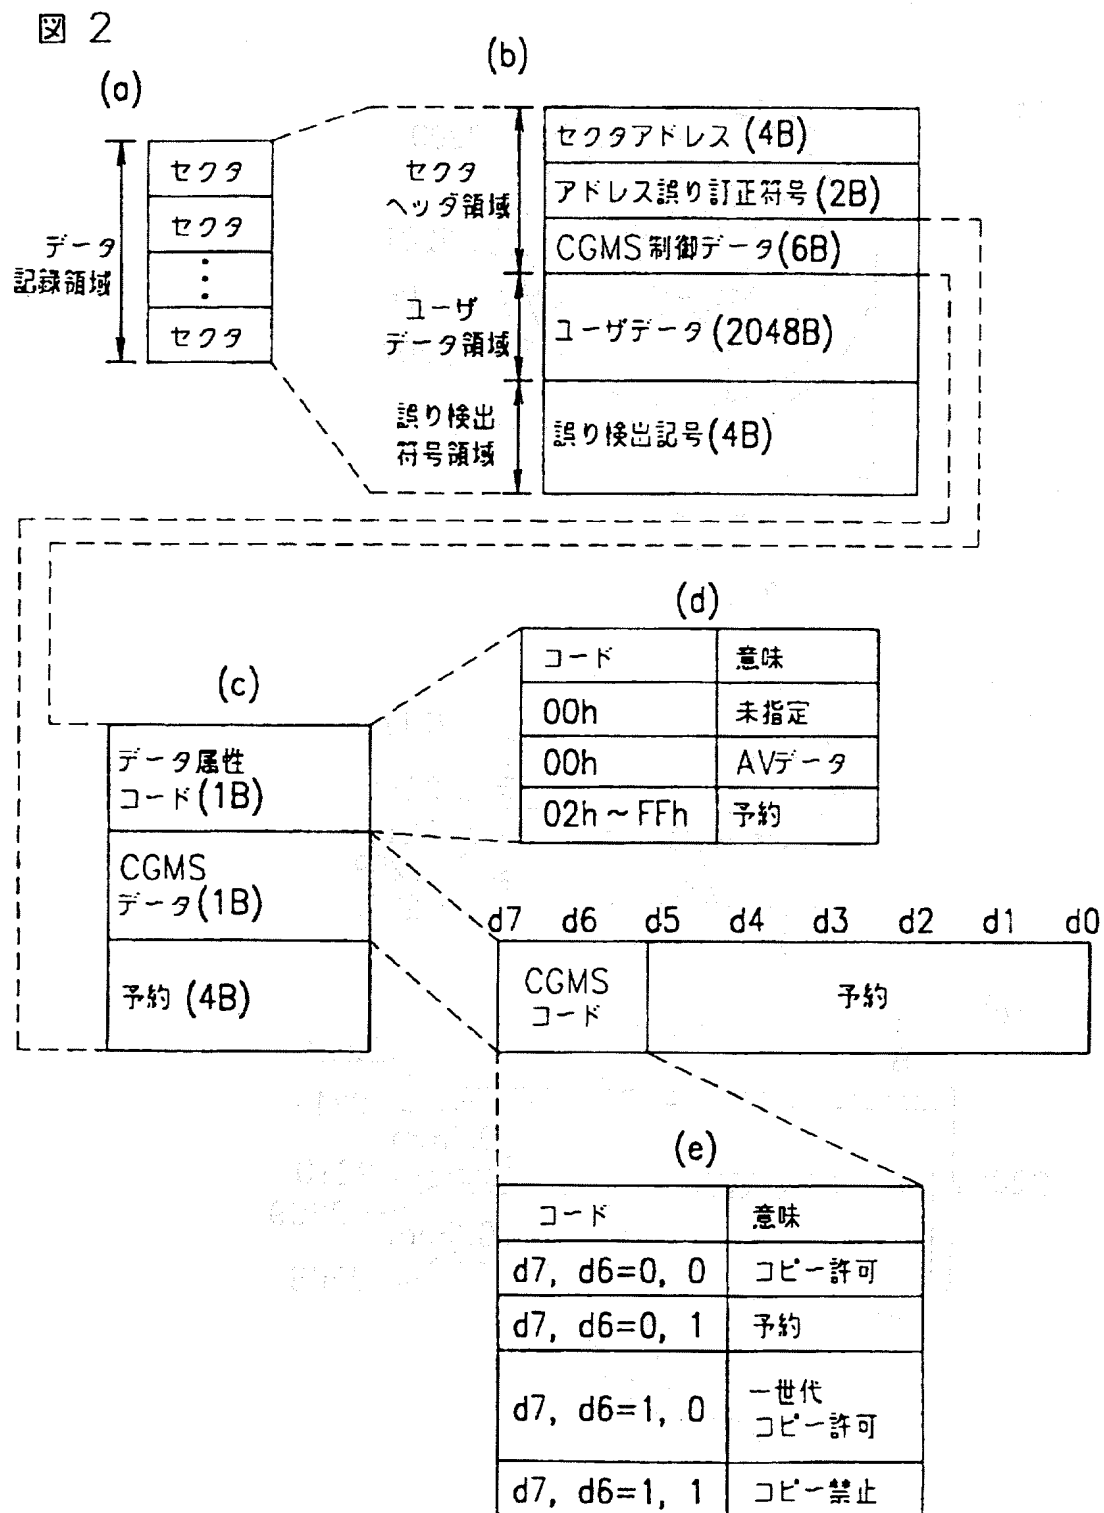 図 2
(a)
セクタ
セクタ
⋮
セクタ
データ
記録領域
(b)
セクタ
ヘッダ領域
ユーザ
データ領域
誤り検出
符号領域
セクタアドレス (4B)
アドレス誤り訂正符号 (2B)
CGMS 制御データ (6B)
ユーザデータ (2048B)
誤り検出記号 (4B)
(c)
データ属性
コード (1B)
CGMS
データ (1B)
予約 (4B)
(d)
コード 意味
00h 未指定
00h AVデータ
02h~FFh 予約
d7 d6 d5 d4 d3 d2 d1 d0
CGMS
コード
予約
(e)
コード 意味
d7, d6=0, 0 コピー許可
d7, d6=0, 1 予約
d7, d6=1, 0 一世代
コピー許可
d7, d6=1, 1 コピー禁止